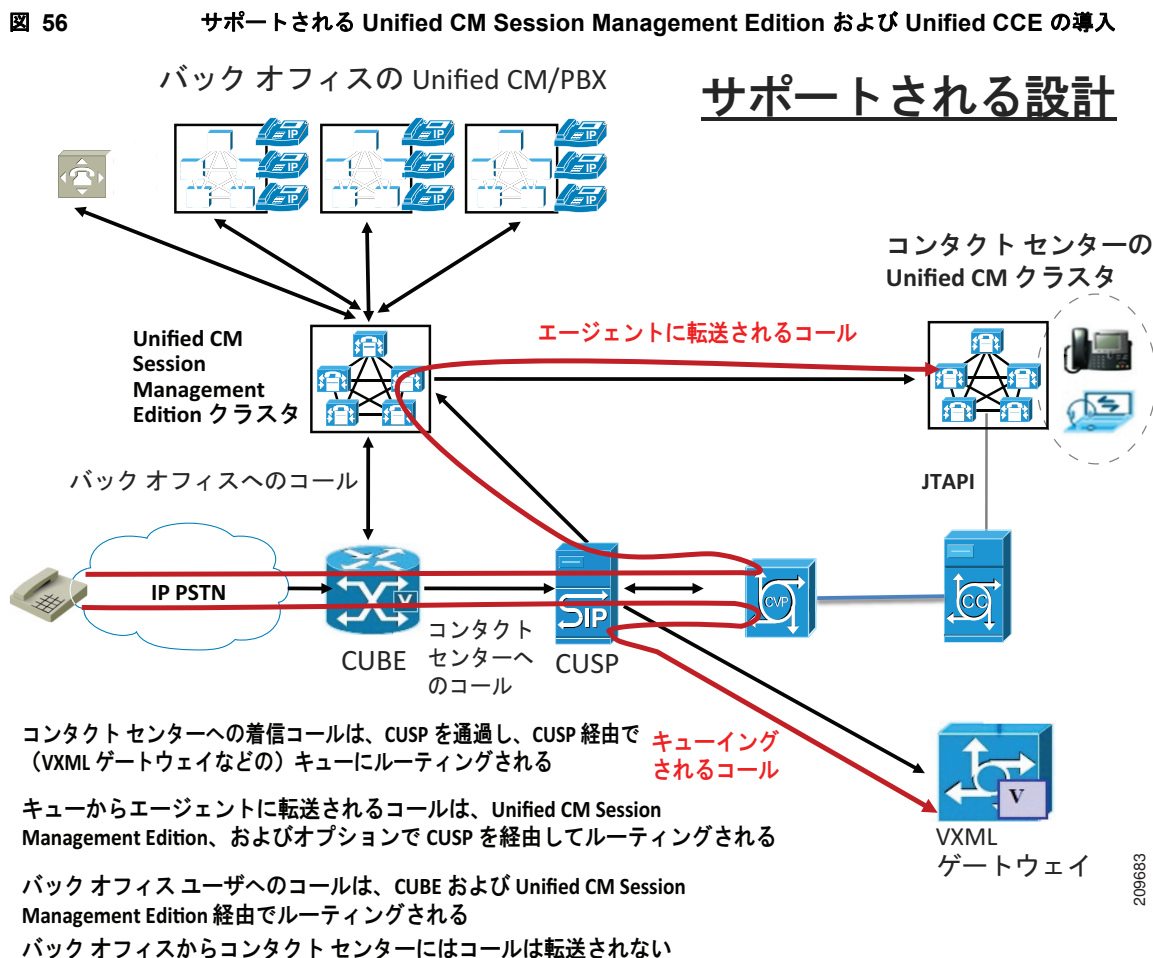 図 56 サポートされる Unified CM Session Management Edition および Unified CCE の導入
バック オフィスの Unified CM/PBX
サポートされる設計
IP
IP
IP
IP
IP
IP
IP
IP
IP
コンタクト センターの
Unified CM クラスタ
Unified CM
Session
Management
Edition クラスタ
エージェントに転送されるコール
バック オフィスへのコール
JTAPI
IP PSTN
V
SIP
CVP
CC
CUBE
コンタクト
センターへ
のコール
CUSP
コンタクト センターへの着信コールは、CUSP を通過し、CUSP 経由で
(VXML ゲートウェイなどの)キューにルーティングされる
キューイング
されるコール
キューからエージェントに転送されるコールは、Unified CM Session
Management Edition、およびオプションで CUSP を経由してルーティングされる
V
VXML
ゲートウェイ
バック オフィス ユーザへのコールは、CUBE および Unified CM Session
Management Edition 経由でルーティングされる
バック オフィスからコンタクト センターにはコールは転送されない
209683